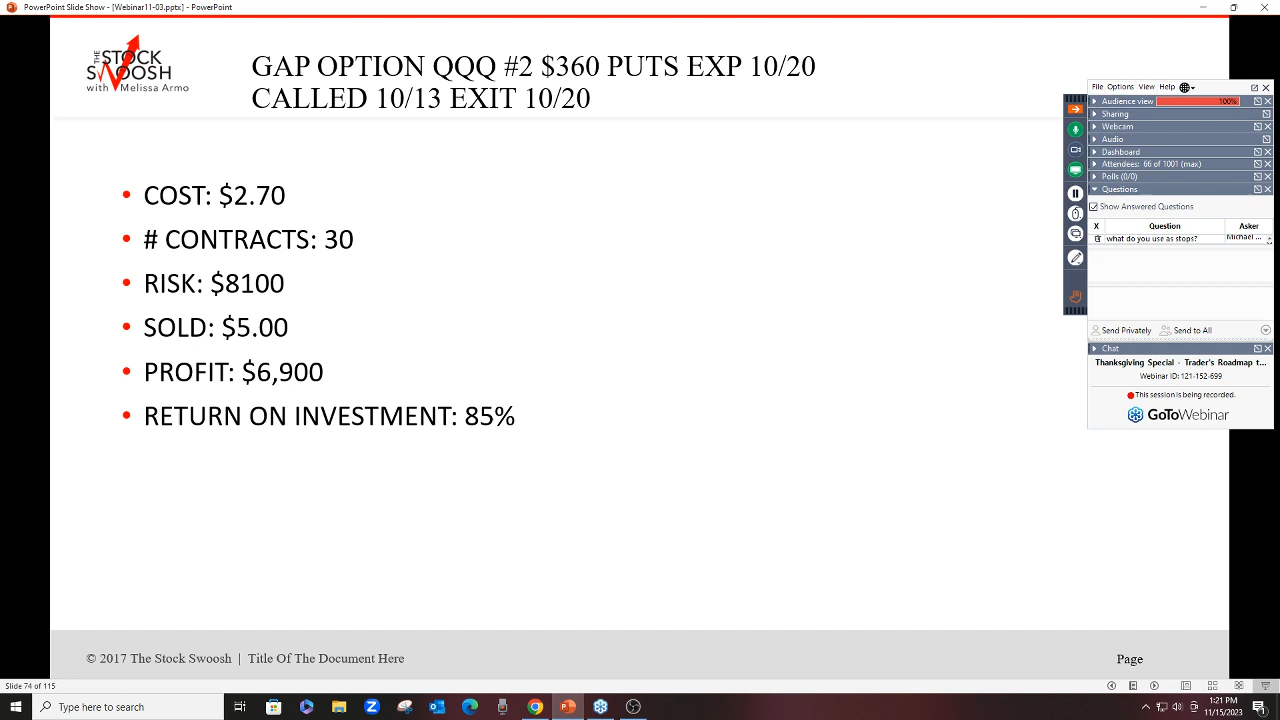 PowerPoint Slide Show - [Webinar11-03.pptx] - PowerPoint
THE STOCK
SWOOSH
with Melissa Armo
GAP OPTION QQQ #2 $360 PUTS EXP 10/20
CALLED 10/13 EXIT 10/20
• COST: $2.70
• # CONTRACTS: 30
• RISK: $8100
• SOLD: $5.00
• PROFIT: $6,900
• RETURN ON INVESTMENT: 85%
© 2017 The Stock Swoosh | Title Of The Document Here
Page
File Options View Help
Audience view 100%
Sharing
Webcam
Audio
Dashboard
Attendees: 66 of 1001 (max)
Polls (0/0)
Questions
Show Answered Questions
X Question Asker
what do you use as stops? Michael ...
Send Privately Send to All
Chat
Thanksgiving Special - Trader's Roadmap t...
Webinar ID: 121-152-699
This session is being recorded.
GoToWebinar
Slide 74 of 115
Type here to search
1:21 PM
11/15/2023